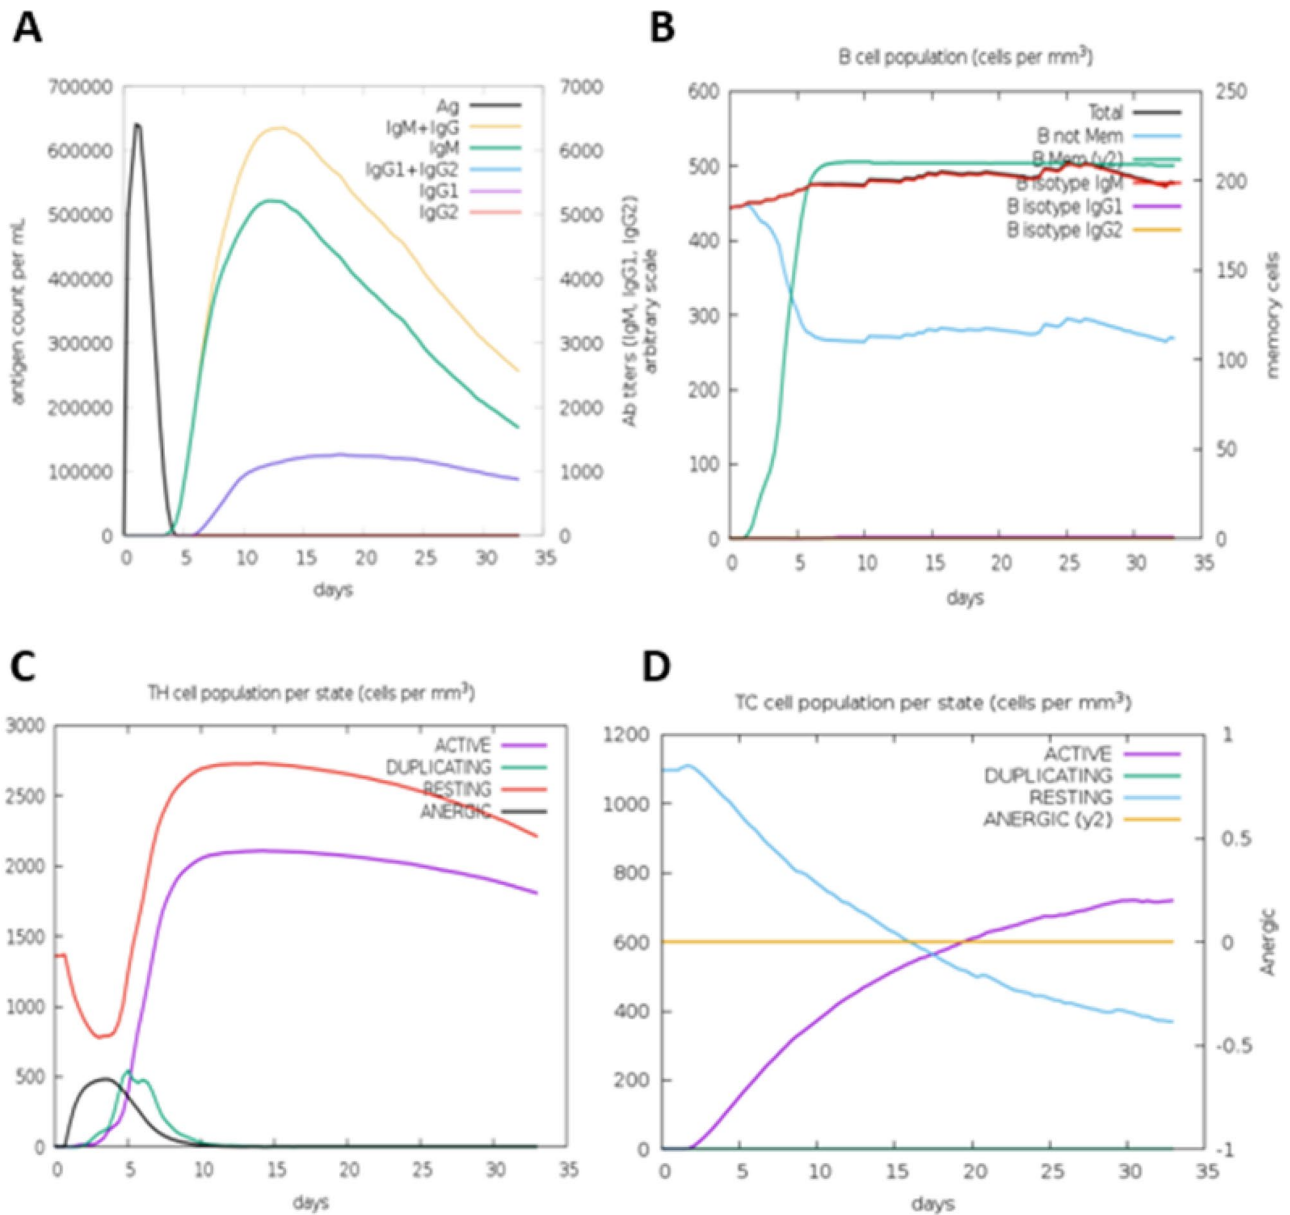 A
700000
600000
500000
400000
300000
200000
100000
0
antigen count per mL
7000
6000
5000
4000
3000
2000
1000
0
Ab titers (IgM, IgG1, IgG2)
arbitrary scale
Ag
IgM+IgG
IgM
IgG1+IgG2
IgG1
IgG2
0 5 10 15 20 25 30 35
days
B
B cell population (cells per mm³)
600
500
400
300
200
100
0
250
200
150
100
50
0
memory cells
Total
B not Mem
B Mem (y2)
B isotype IgM
B isotype IgG1
B isotype IgG2
0 5 10 15 20 25 30 35
days
C
TH cell population per state (cells per mm³)
3000
2500
2000
1500
1000
500
0
ACTIVE
DUPLICATING
RESTING
ANERGIC
0 5 10 15 20 25 30 35
days
D
TC cell population per state (cells per mm³)
1200
1000
800
600
400
200
0
1
0.5
0
-0.5
-1
Anergic
ACTIVE
DUPLICATING
RESTING
ANERGIC (y2)
0 5 10 15 20 25 30 35
days